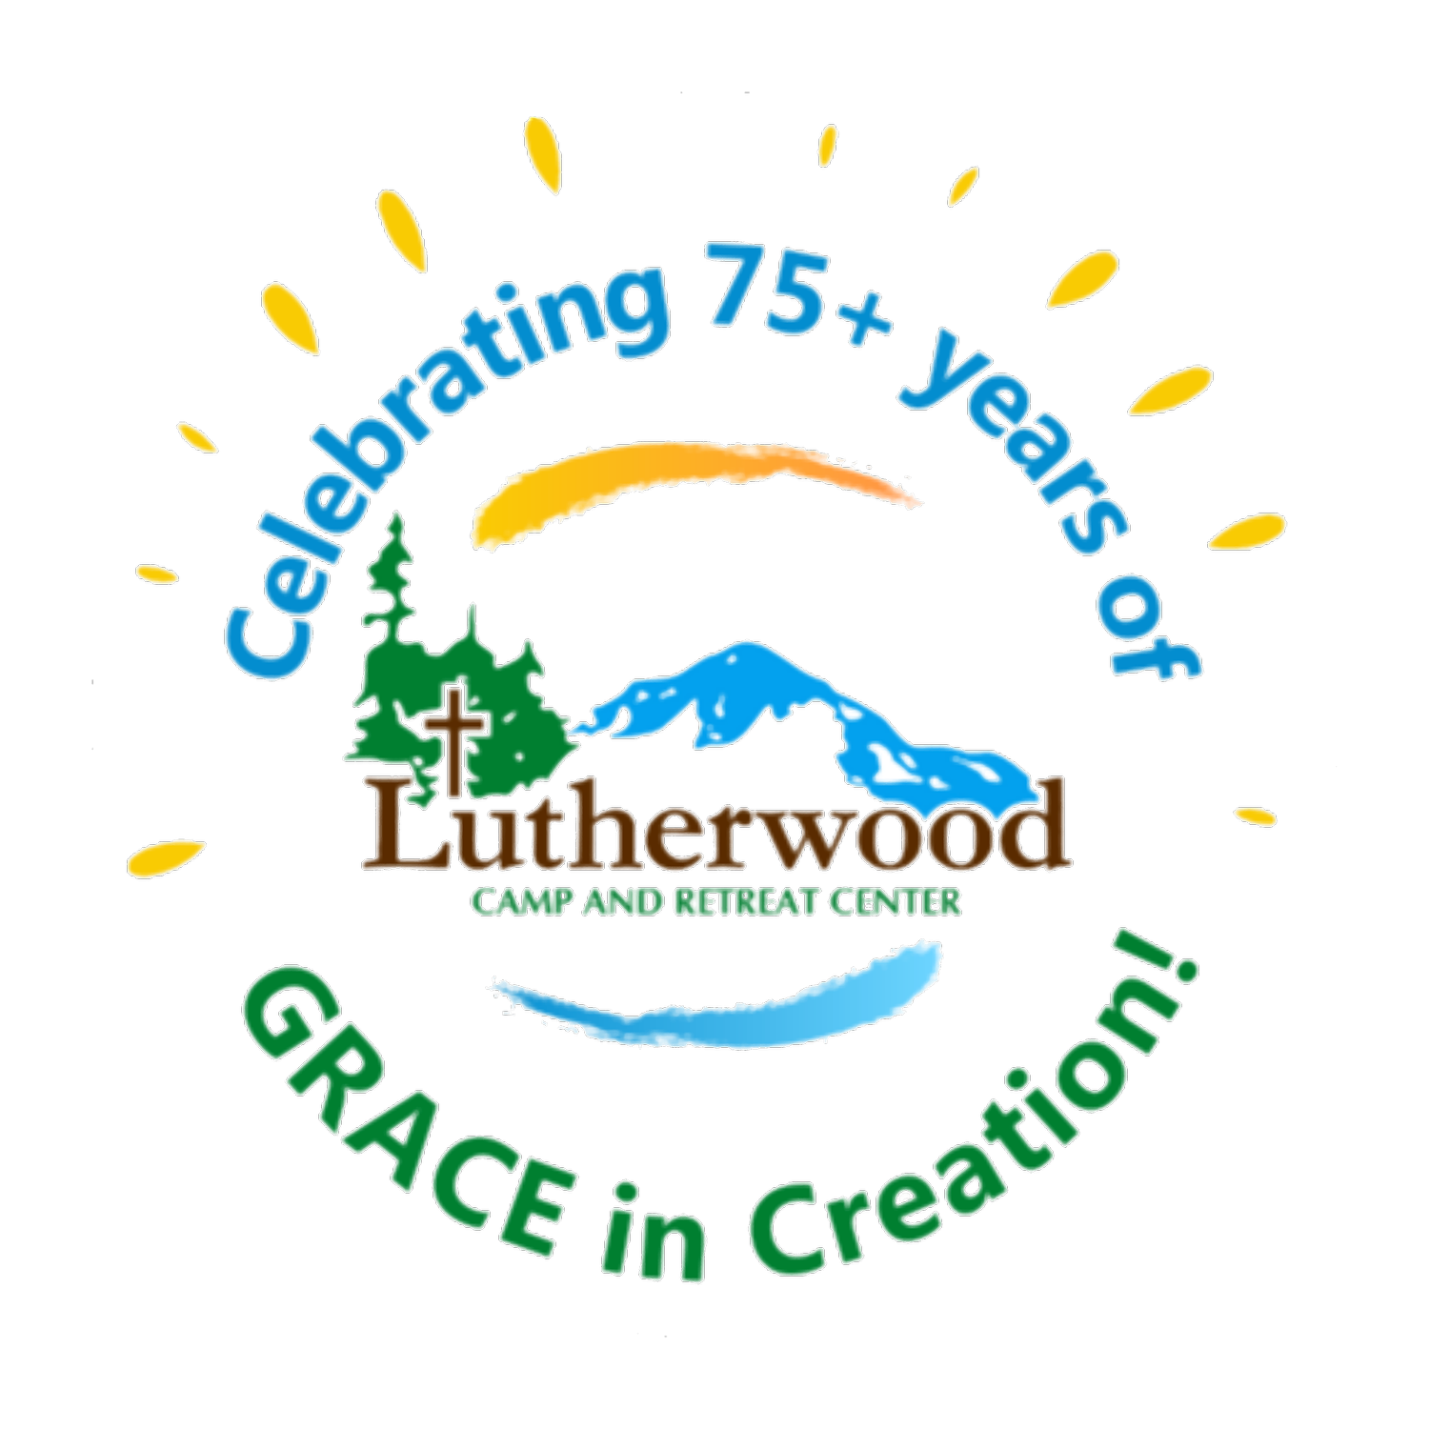 Celebrating 75+ years of
Lutherwood
CAMP AND RETREAT CENTER
GRACE in Creation!